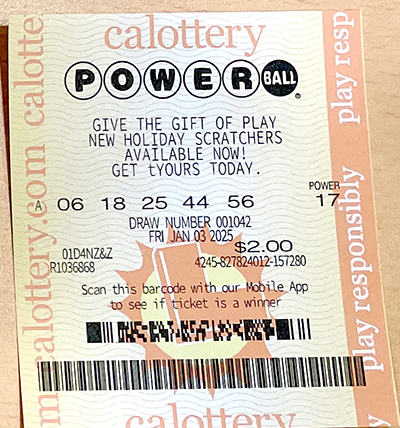 calottery
POWERBALL®
GIVE THE GIFT OF PLAY
NEW HOLIDAY SCRATCHERS
AVAILABLE NOW!
GET tYOURS TODAY.
POWER
A 06 18 25 44 56 17
DRAW NUMBER 001042
FRI JAN 03 2025
$2.00
01D4NZ&Z
R1036868
4245-827824012-157280
Scan this barcode with our Mobile App
to see if ticket is a winner
calottery
calottery.com calotte
play resp
play responsibly